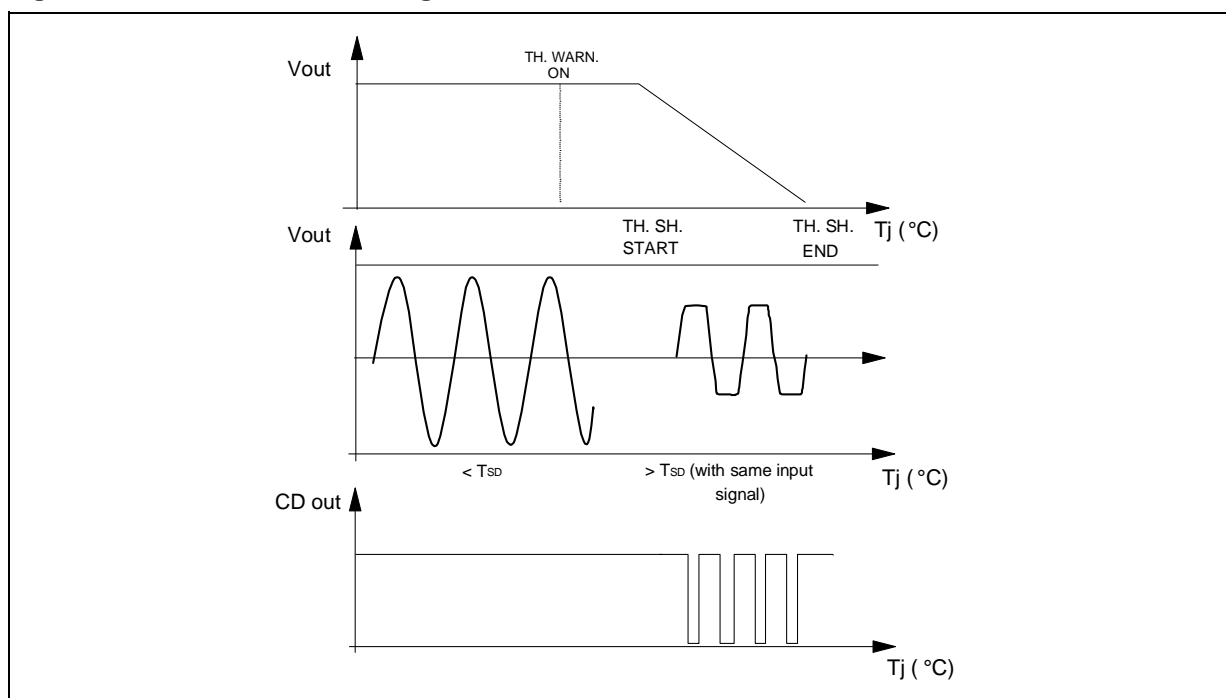 Vout
TH. WARN.
ON
TH. SH.
START
TH. SH.
END
Tj (°C)
Vout
< TSD
> TSD (with same input
signal)
Tj (°C)
CD out
Tj (°C)